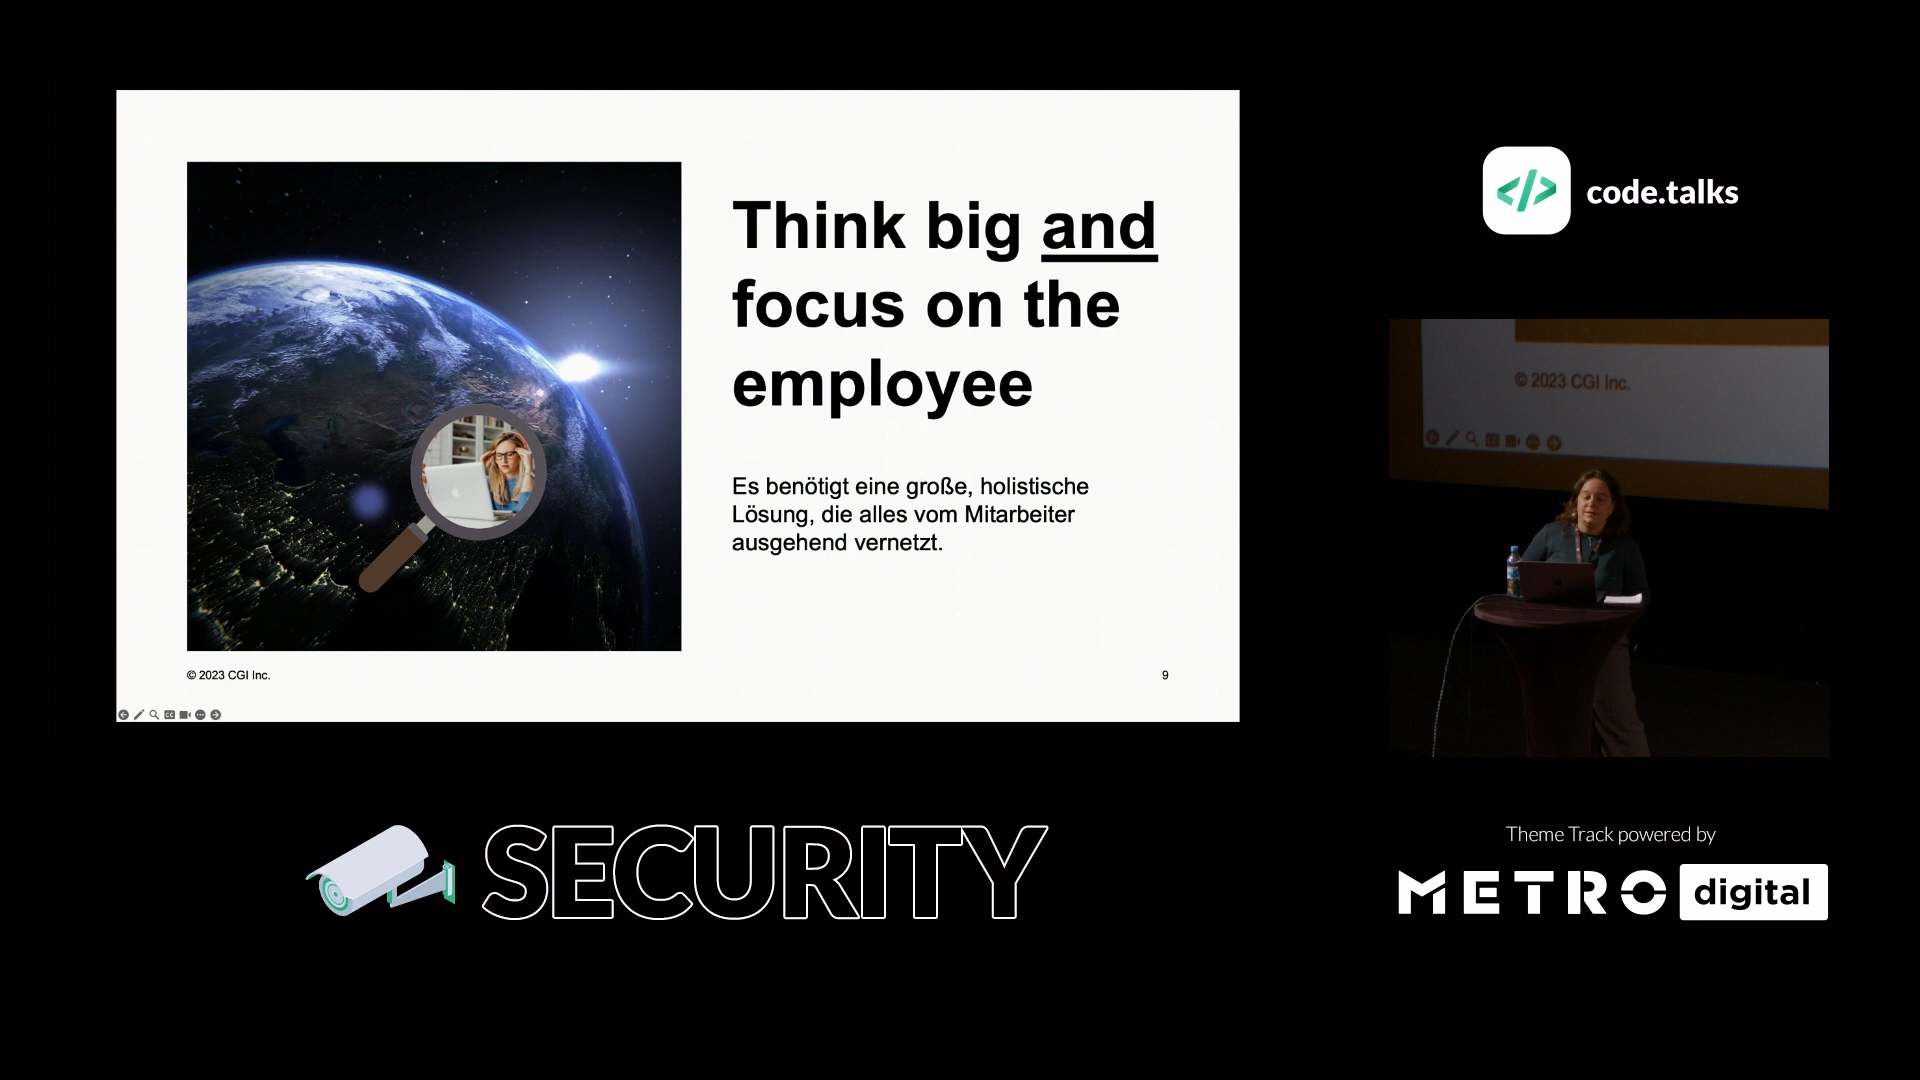 Think big and
focus on the
employee
Es benötigt eine große, holistische
Lösung, die alles vom Mitarbeiter
ausgehend vernetzt.
© 2023 CGI Inc.
9
code.talks
© 2023 CGI Inc.
SECURITY
Theme Track powered by
METRO digital